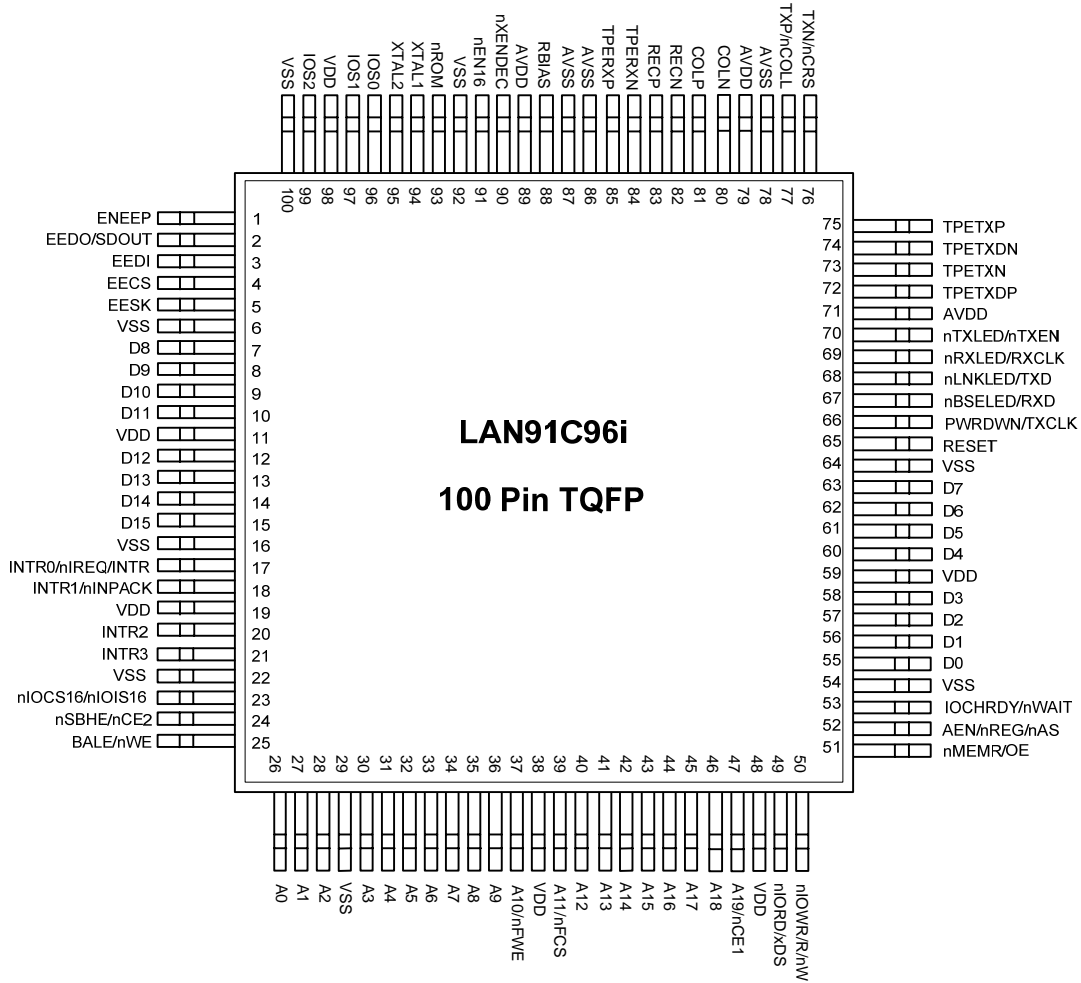 VSS
IOS2
VDD
IOS1
IOS0
XTAL2
XTAL1
nROM
VSS
nEN16
nXENDEC
AVDD
RBIAS
AVSS
AVSS
TPERXP
TPERXN
RECP
RECN
COLP
COLN
AVDD
AVSS
TXP/nCOLL
TXN/nCRS
100
99
98
97
96
95
94
93
92
91
90
89
88
87
86
85
84
83
82
81
80
79
78
77
76
ENEEP 1
EEDO/SDOUT 2
EEDI 3
EECS 4
EESK 5
VSS 6
D8 7
D9 8
D10 9
D11 10
VDD 11
D12 12
D13 13
D14 14
D15 15
VSS 16
INTR0/nIREQ/INTR 17
INTR1/nINPACK 18
VDD 19
INTR2 20
INTR3 21
VSS 22
nIOCS16/nIOIS16 23
nSBHE/nCE2 24
BALE/nWE 25
LAN91C96i
100 Pin TQFP
75 TPETXP
74 TPETXDN
73 TPETXN
72 TPETXDP
71 AVDD
70 nTXLED/nTXEN
69 nRXLED/RXCLK
68 nLNKLED/TXD
67 nBSELED/RXD
66 PWRDWN/TXCLK
65 RESET
64 VSS
63 D7
62 D6
61 D5
60 D4
59 VDD
58 D3
57 D2
56 D1
55 D0
54 VSS
53 IOCHRDY/nWAIT
52 AEN/nREG/nAS
51 nMEMR/OE
26
27
28
29
30
31
32
33
34
35
36
37
38
39
40
41
42
43
44
45
46
47
48
49
50
A0
A1
A2
VSS
A3
A4
A5
A6
A7
A8
A9
A10/nFWE
VDD
A11/nFCS
A12
A13
A14
A15
A16
A17
A18
A19/nCE1
VDD
nIORD/xDS
nIOWR/R/nW